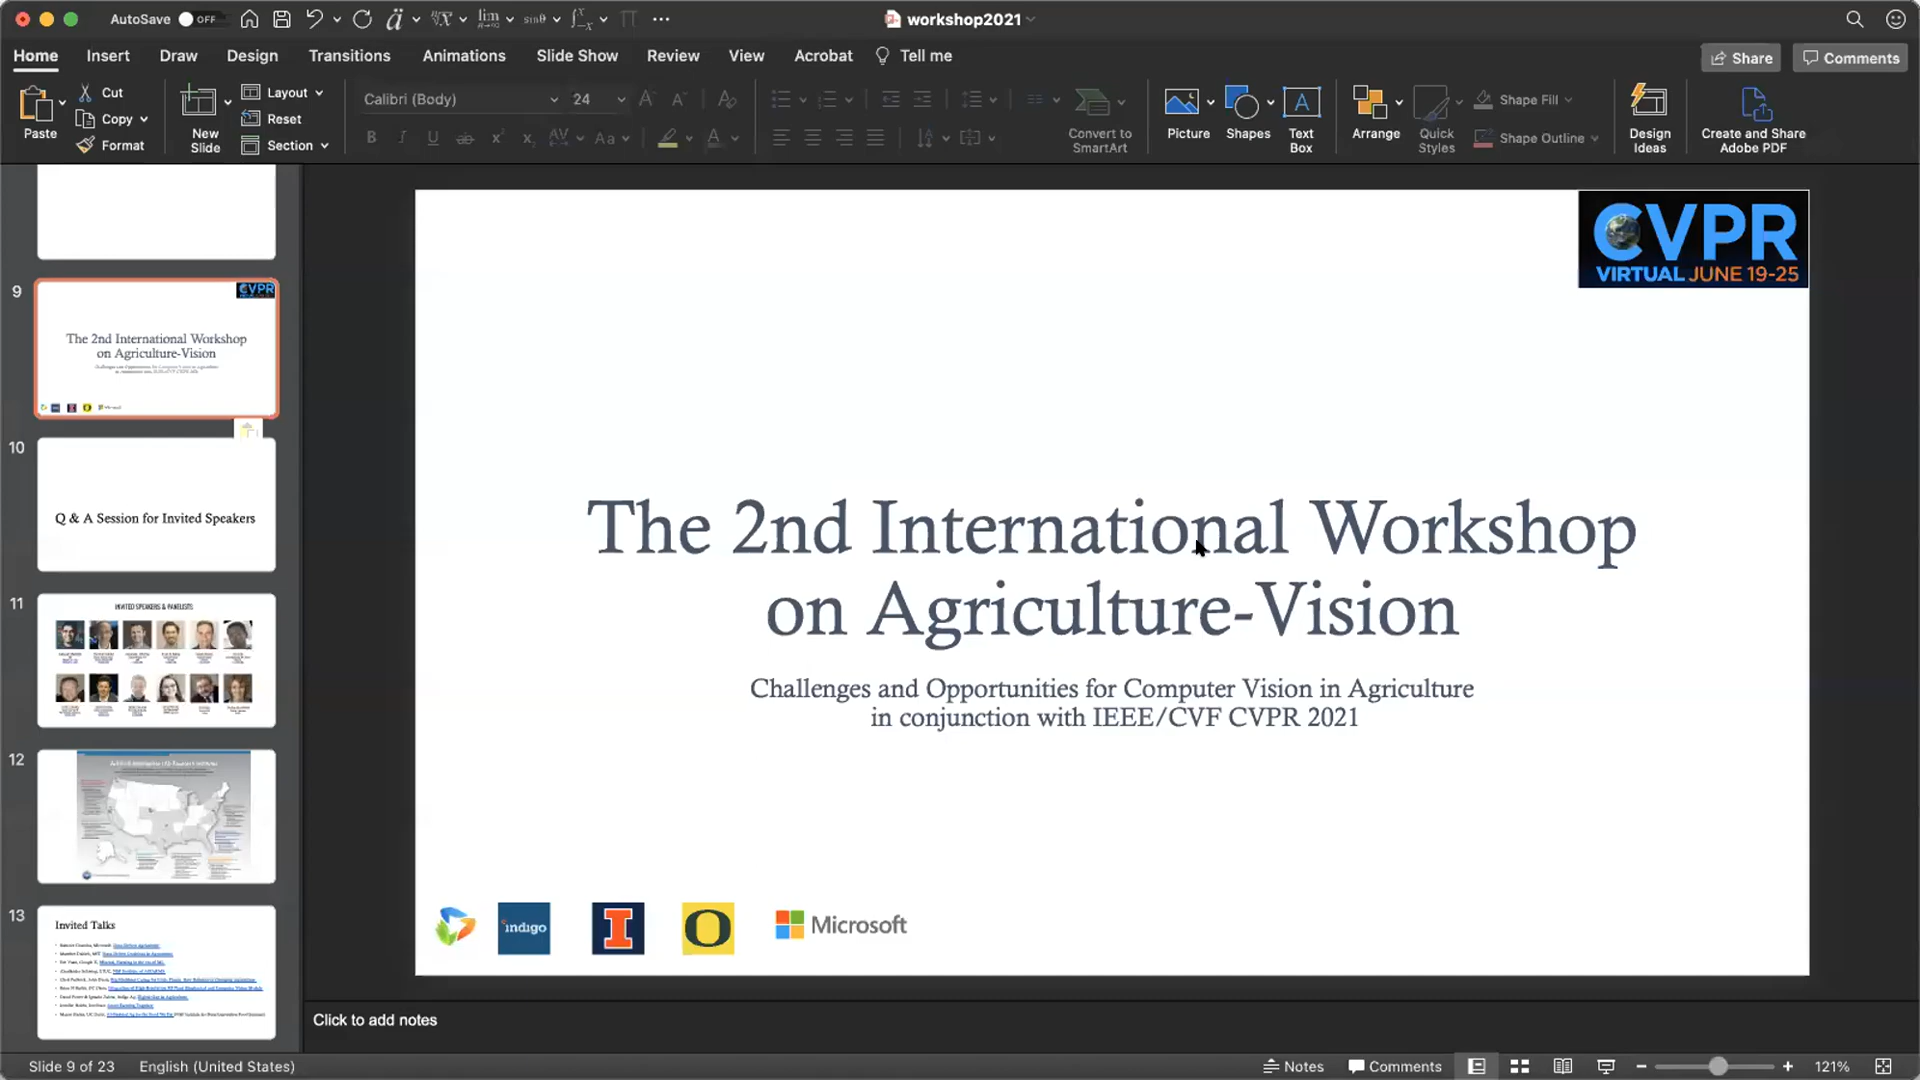 AutoSave OFF
workshop2021
Home Insert Draw Design Transitions Animations Slide Show Review View Acrobat Tell me
Share Comments
Paste
Cut
Copy
Format
New Slide
Layout
Reset
Section
Calibri (Body) 24
Convert to SmartArt
Picture
Shapes
Text Box
Arrange
Quick Styles
Shape Fill
Shape Outline
Design Ideas
Create and Share Adobe PDF
9
CVPR
The 2nd International Workshop
on Agriculture-Vision
10
Q & A Session for Invited Speakers
11
INVITED SPEAKERS & PANELISTS
12
13
Invited Talks
CVPR
VIRTUAL JUNE 19-25
The 2nd International Workshop
on Agriculture-Vision
Challenges and Opportunities for Computer Vision in Agriculture
in conjunction with IEEE/CVF CVPR 2021
indigo
I
O
Microsoft
Click to add notes
Slide 9 of 23 English (United States)
Notes Comments 121%